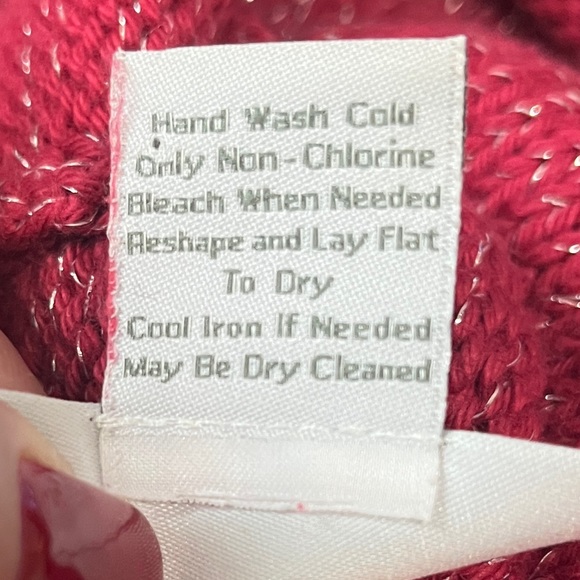 Hand Wash Cold
Only Non-Chlorine
Bleach When Needed
Reshape and Lay Flat
To Dry
Cool Iron If Needed
May Be Dry Cleaned